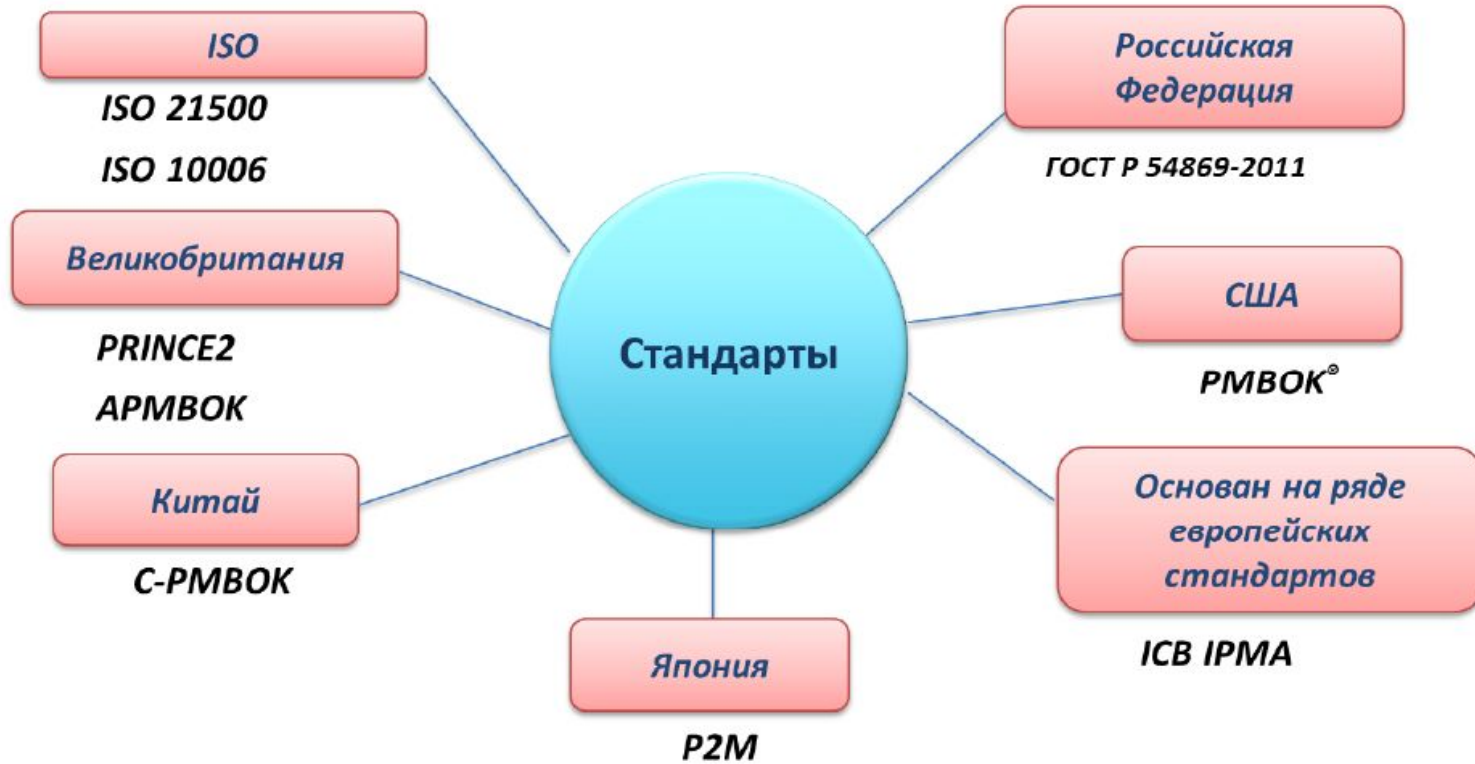 ISO
ISO 21500
ISO 10006
Великобритания
PRINCE2
APMBOK
Китай
C-PMBOK
Стандарты
Япония
P2M
Российская
Федерация
ГОСТ Р 54869-2011
США
PMBOK®
Основан на ряде
европейских
стандартов
ICB IPMA